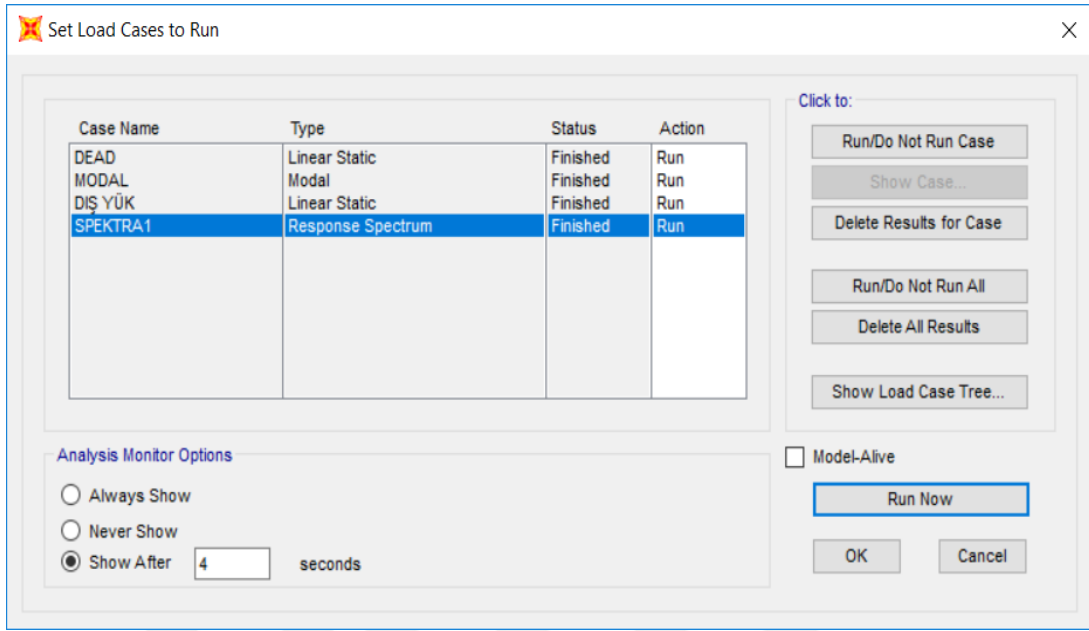 Set Load Cases to Run
Click to:
Case Name Type Status Action
DEAD Linear Static Finished Run
MODAL Modal Finished Run
DIŞ YÜK Linear Static Finished Run
SPEKTRA1 Response Spectrum Finished Run
Run/Do Not Run Case
Show Case...
Delete Results for Case
Run/Do Not Run All
Delete All Results
Show Load Case Tree...
Analysis Monitor Options
Always Show
Never Show
Show After 4 seconds
Model-Alive
Run Now
OK Cancel